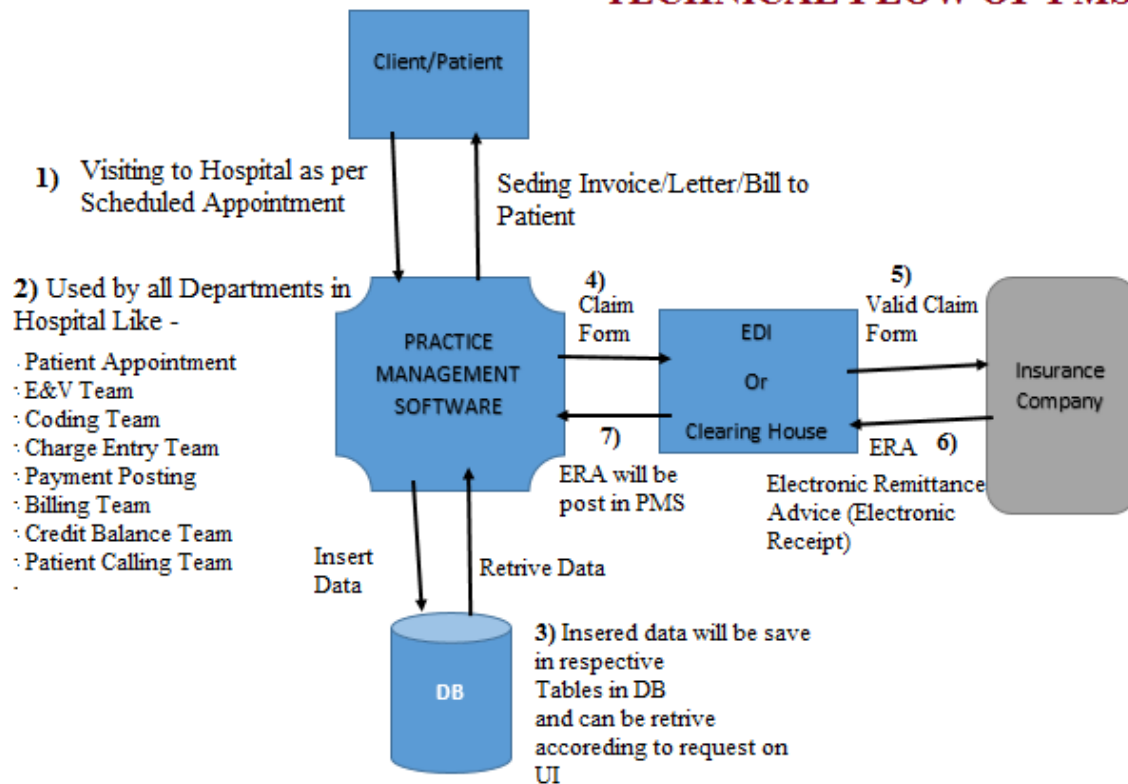 TECHNICAL FLOW OF PMS
Client/Patient
1) Visiting to Hospital as per
Scheduled Appointment
Seding Invoice/Letter/Bill to
Patient
2) Used by all Departments in
Hospital Like -
· Patient Appointment
· E&V Team
· Coding Team
· Charge Entry Team
· Payment Posting
· Billing Team
· Credit Balance Team
· Patient Calling Team
PRACTICE
MANAGEMENT
SOFTWARE
4)
Claim
Form
EDI
Or
Clearing House
5)
Valid Claim
Form
Insurance
Company
ERA 6)
Electronic Remittance
Advice (Electronic
Receipt)
7)
ERA will be
post in PMS
Insert
Data
Retrive Data
DB
3) Insered data will be save
in respective
Tables in DB
and can be retrive
accoreding to request on
UI